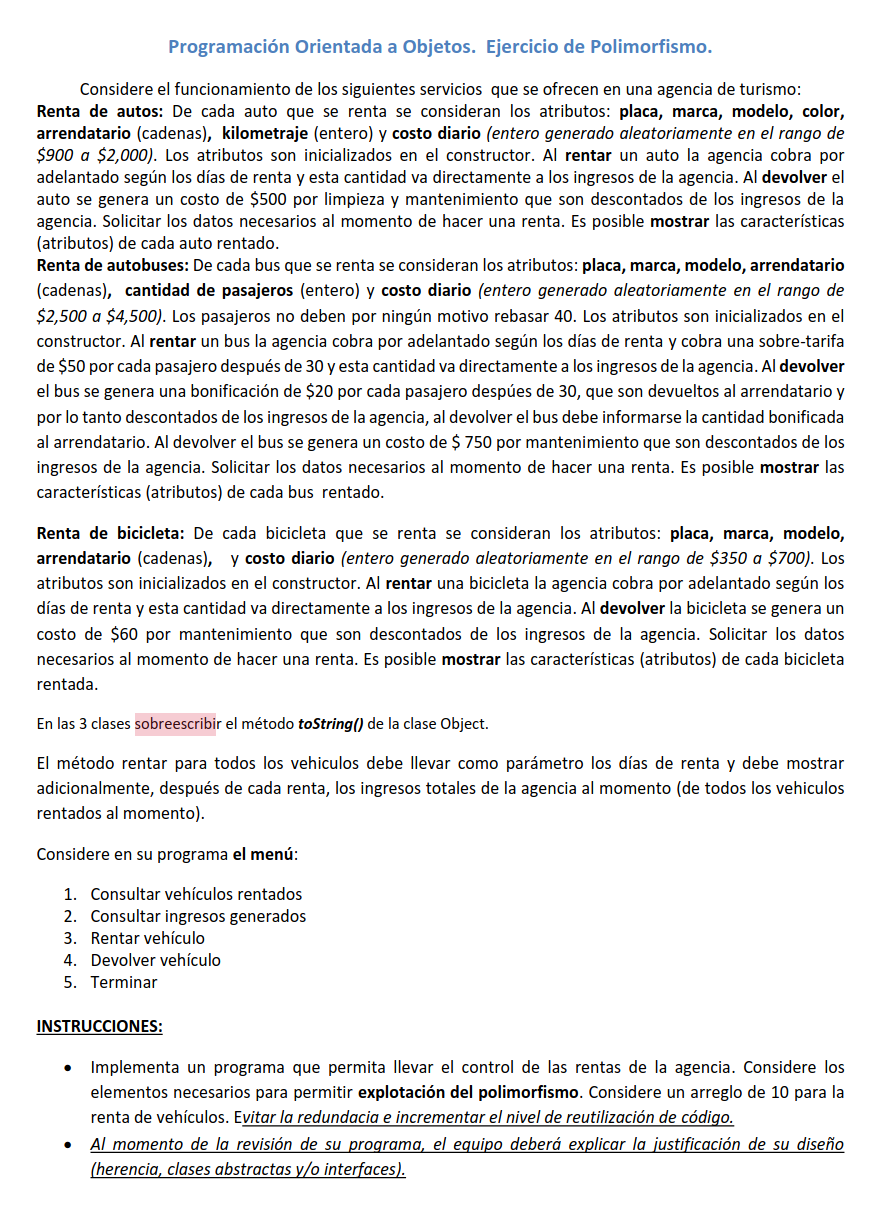 Programación Orientada a Objetos.  Ejercicio de Polimorfismo.
Considere el funcionamiento de los siguientes servicios  que se ofrecen en una agencia de turismo:
Renta de autos: De cada auto que se renta se consideran los atributos: placa, marca, modelo, color,
arrendatario (cadenas),  kilometraje (entero) y costo diario (entero generado aleatoriamente en el rango de
$900 a $2,000). Los atributos son inicializados en el constructor. Al rentar un auto la agencia cobra por
adelantado según los días de renta y esta cantidad va directamente a los ingresos de la agencia. Al devolver el
auto se genera un costo de $500 por limpieza y mantenimiento que son descontados de los ingresos de la
agencia. Solicitar los datos necesarios al momento de hacer una renta. Es posible mostrar las características
(atributos) de cada auto rentado.
Renta de autobuses: De cada bus que se renta se consideran los atributos: placa, marca, modelo, arrendatario
(cadenas),  cantidad de pasajeros (entero) y costo diario (entero generado aleatoriamente en el rango de
$2,500 a $4,500). Los pasajeros no deben por ningún motivo rebasar 40. Los atributos son inicializados en el
constructor. Al rentar un bus la agencia cobra por adelantado según los días de renta y cobra una sobre-tarifa
de $50 por cada pasajero después de 30 y esta cantidad va directamente a los ingresos de la agencia. Al devolver
el bus se genera una bonificación de $20 por cada pasajero despúes de 30, que son devueltos al arrendatario y
por lo tanto descontados de los ingresos de la agencia, al devolver el bus debe informarse la cantidad bonificada
al arrendatario. Al devolver el bus se genera un costo de $ 750 por mantenimiento que son descontados de los
ingresos de la agencia. Solicitar los datos necesarios al momento de hacer una renta. Es posible mostrar las
características (atributos) de cada bus  rentado.
Renta de bicicleta: De cada bicicleta que se renta se consideran los atributos: placa, marca, modelo,
arrendatario (cadenas),  y costo diario (entero generado aleatoriamente en el rango de $350 a $700). Los
atributos son inicializados en el constructor. Al rentar una bicicleta la agencia cobra por adelantado según los
días de renta y esta cantidad va directamente a los ingresos de la agencia. Al devolver la bicicleta se genera un
costo de $60 por mantenimiento que son descontados de los ingresos de la agencia. Solicitar los datos
necesarios al momento de hacer una renta. Es posible mostrar las características (atributos) de cada bicicleta
rentada.
En las 3 clases sobreescribir el método toString() de la clase Object.
El método rentar para todos los vehiculos debe llevar como parámetro los días de renta y debe mostrar
adicionalmente, después de cada renta, los ingresos totales de la agencia al momento (de todos los vehiculos
rentados al momento).
Considere en su programa el menú:
1. Consultar vehículos rentados
2. Consultar ingresos generados
3. Rentar vehículo
4. Devolver vehículo
5. Terminar
INSTRUCCIONES:
• Implementa un programa que permita llevar el control de las rentas de la agencia. Considere los
elementos necesarios para permitir explotación del polimorfismo. Considere un arreglo de 10 para la
renta de vehículos. Evitar la redundacia e incrementar el nivel de reutilización de código.
• Al momento de la revisión de su programa, el equipo deberá explicar la justificación de su diseño
(herencia, clases abstractas y/o interfaces).